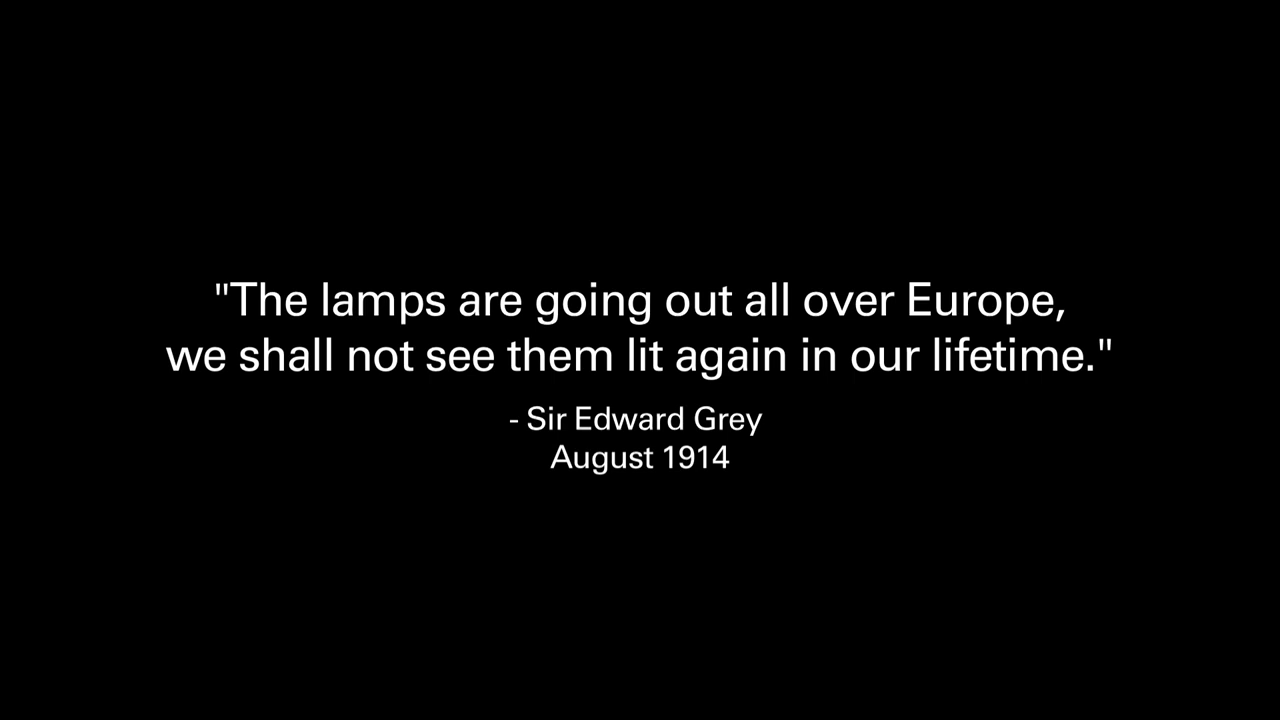 "The lamps are going out all over Europe,
we shall not see them lit again in our lifetime."
- Sir Edward Grey
August 1914